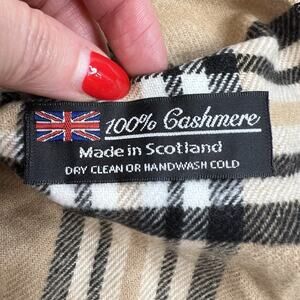 100% Cashmere
Made in Scotland
DRY CLEAN OR HANDWASH COLD